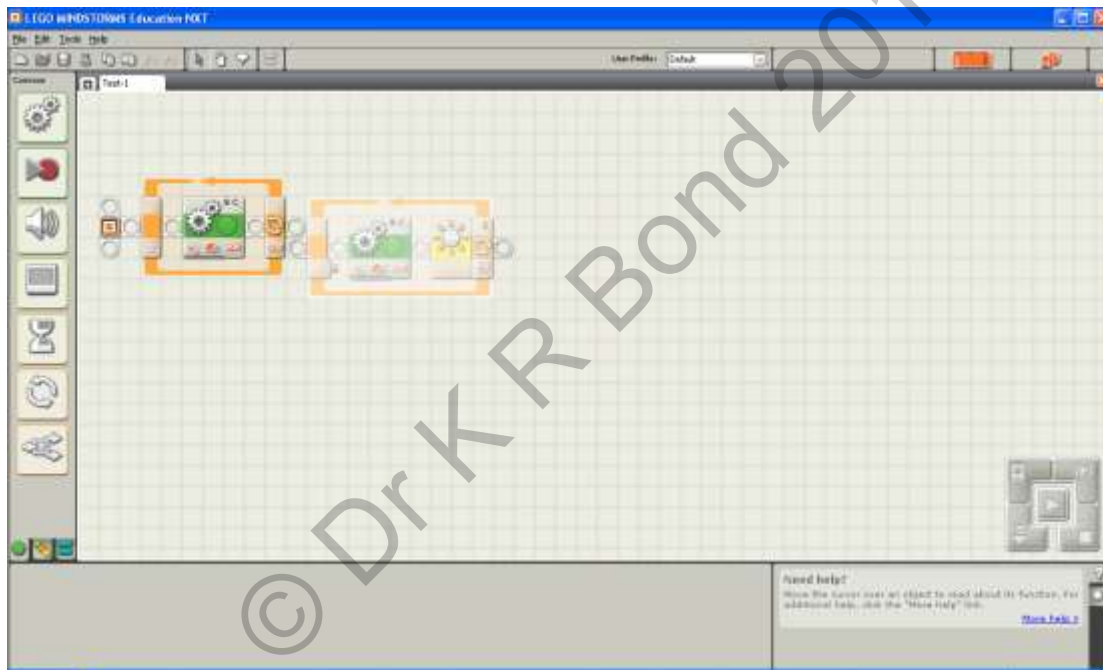 LEGO MINDSTORMS Education NXT
File Edit Tools Help
User Profile: Default
Common
Test-1
Need help?
Move the cursor over an object to read about its function. For
additional help, click the "More help" link.
More help »
© Dr K R Bond 201